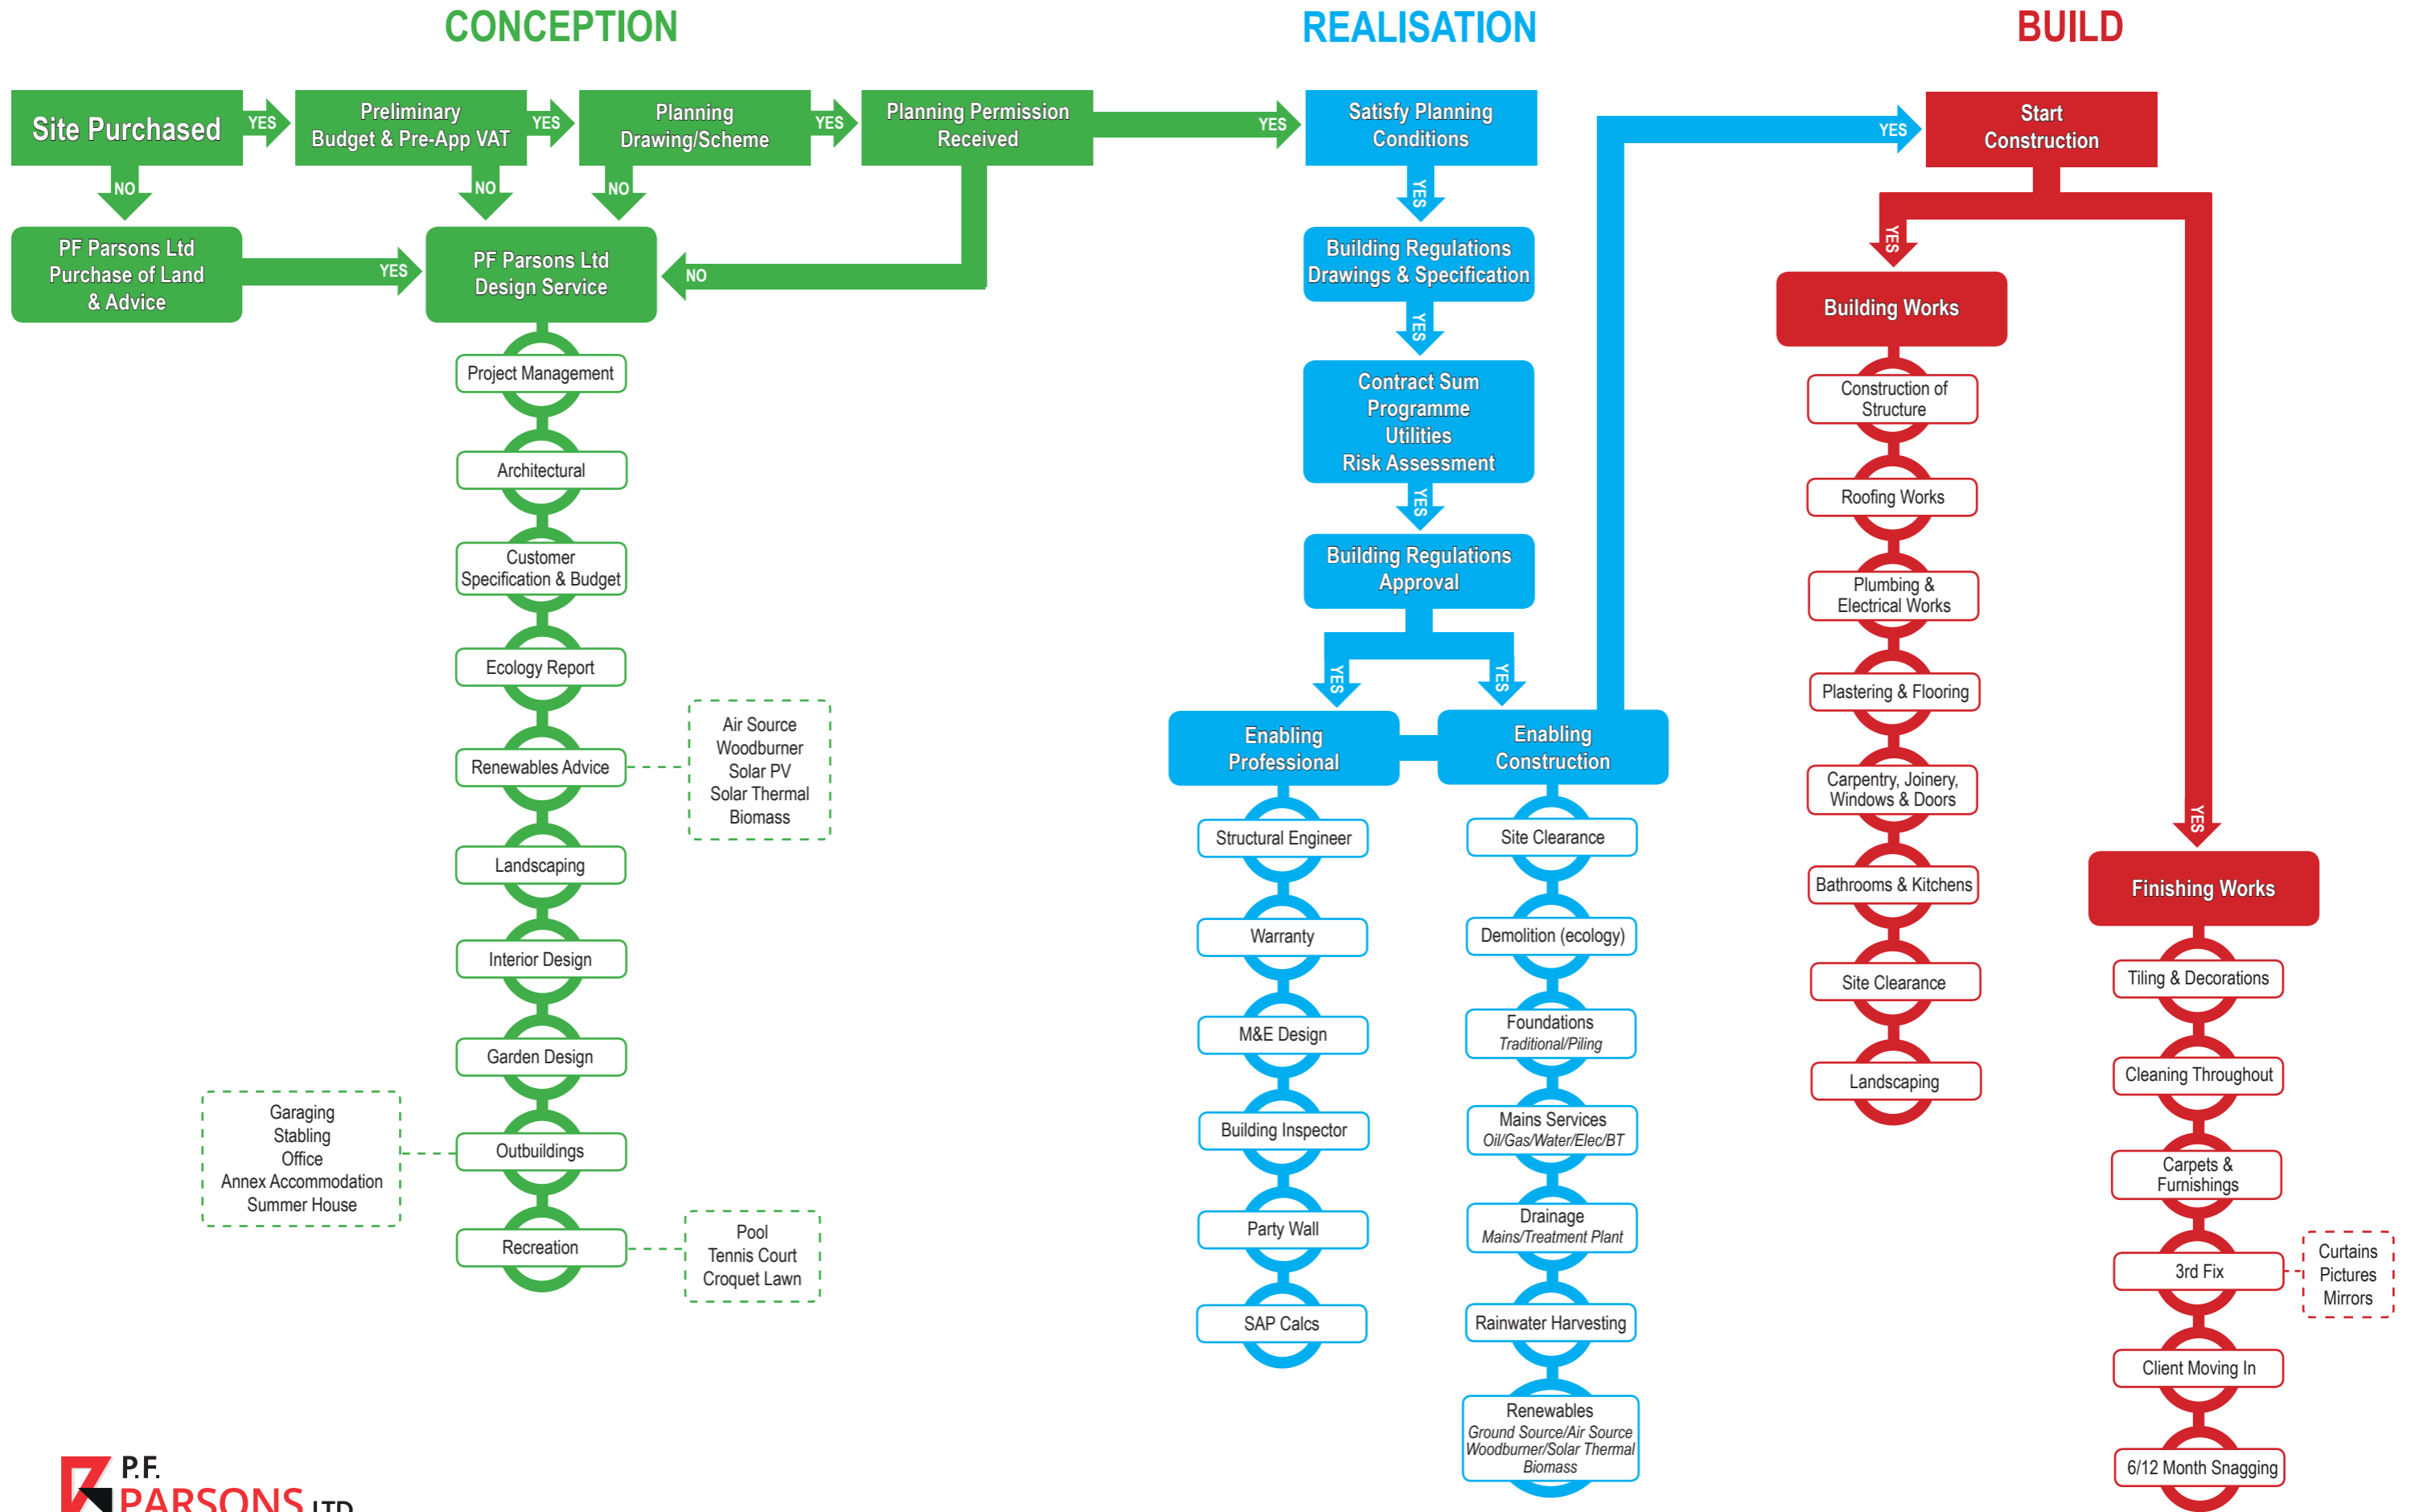 CONCEPTION
REALISATION
BUILD
Site Purchased
YES
Preliminary
Budget & Pre-App VAT
YES
Planning
Drawing/Scheme
YES
Planning Permission
Received
YES
NO
NO
NO
PF Parsons Ltd
Purchase of Land
& Advice
YES
PF Parsons Ltd
Design Service
NO
Project Management
Architectural
Customer
Specification & Budget
Ecology Report
Renewables Advice
Air Source
Woodburner
Solar PV
Solar Thermal
Biomass
Landscaping
Interior Design
Garden Design
Outbuildings
Garaging
Stabling
Office
Annex Accommodation
Summer House
Recreation
Pool
Tennis Court
Croquet Lawn
Satisfy Planning
Conditions
YES
Building Regulations
Drawings & Specification
YES
Contract Sum
Programme
Utilities
Risk Assessment
YES
Building Regulations
Approval
YES
YES
Enabling
Professional
Structural Engineer
Warranty
M&E Design
Building Inspector
Party Wall
SAP Calcs
Enabling
Construction
Site Clearance
Demolition (ecology)
Foundations
Traditional/Piling
Mains Services
Oil/Gas/Water/Elec/BT
Drainage
Mains/Treatment Plant
Rainwater Harvesting
Renewables
Ground Source/Air Source
Woodburner/Solar Thermal
Biomass
YES
Start
Construction
YES
Building Works
Construction of
Structure
Roofing Works
Plumbing &
Electrical Works
Plastering & Flooring
Carpentry, Joinery,
Windows & Doors
Bathrooms & Kitchens
Site Clearance
Landscaping
YES
Finishing Works
Tiling & Decorations
Cleaning Throughout
Carpets &
Furnishings
3rd Fix
Curtains
Pictures
Mirrors
Client Moving In
6/12 Month Snagging
P.F.
PARSONS LTD